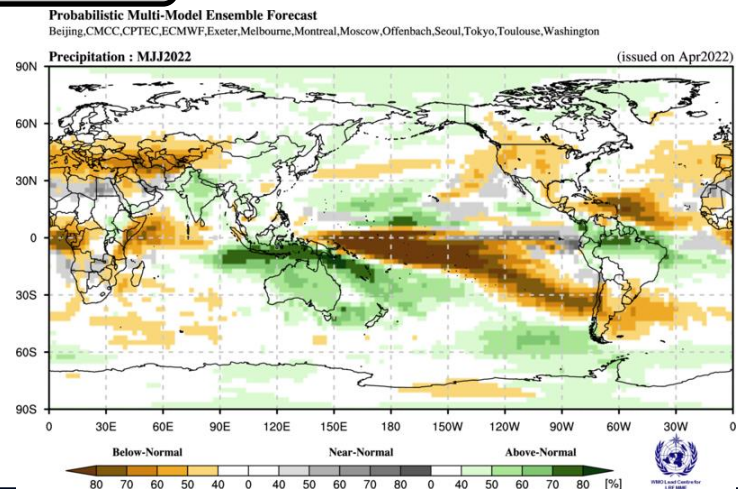 Probabilistic Multi-Model Ensemble Forecast
Beijing,CMCC,CPTEC,ECMWF,Exeter,Melbourne,Montreal,Moscow,Offenbach,Seoul,Tokyo,Toulouse,Washington
Precipitation : MJJ2022 (issued on Apr2022)
90N
60N
30N
0
30S
60S
90S
0 30E 60E 90E 120E 150E 180 150W 120W 90W 60W 30W 0
Below-Normal Near-Normal Above-Normal
80 70 60 50 40 0 40 50 60 70 80 0 40 50 60 70 80 [%]
WMO Lead Centre for
LRF MME